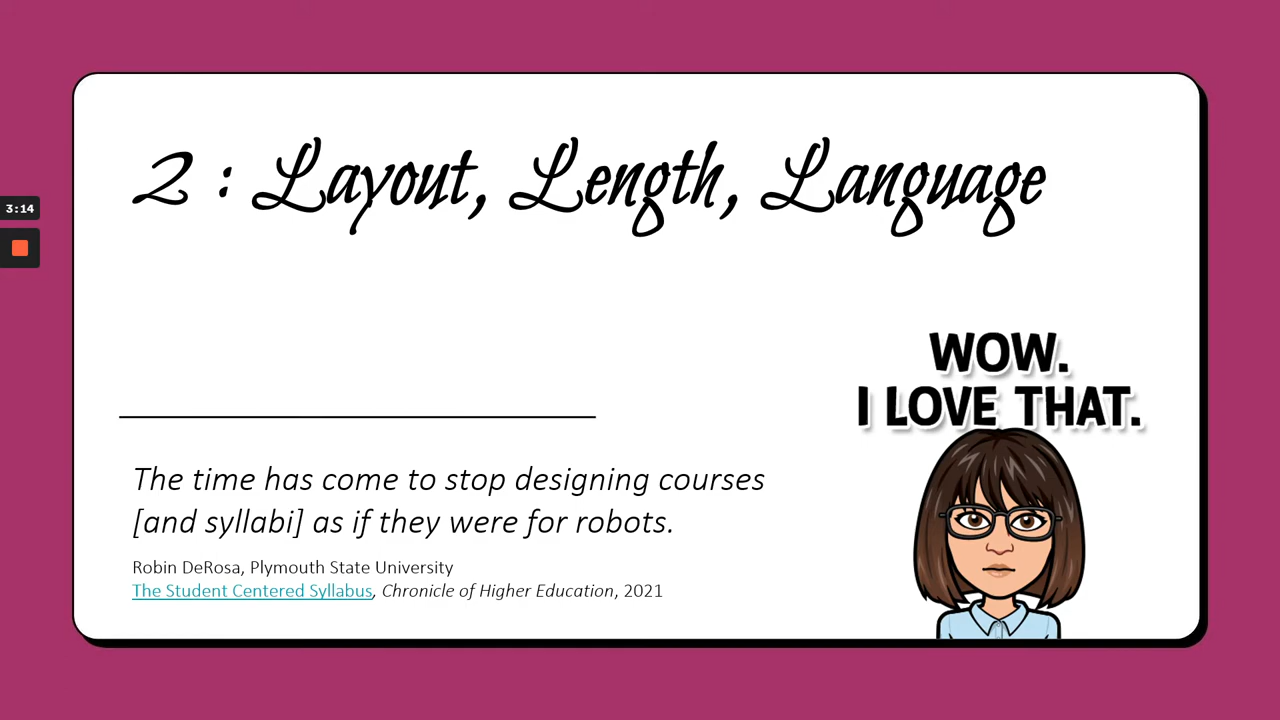 2 : Layout, Length, Language
3:14
WOW.
I LOVE THAT.
The time has come to stop designing courses
[and syllabi] as if they were for robots.
Robin DeRosa, Plymouth State University
The Student Centered Syllabus, Chronicle of Higher Education, 2021